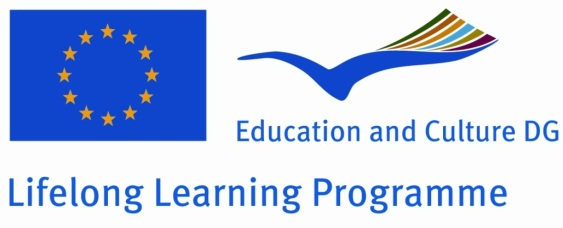 Education and Culture DG
Lifelong Learning Programme